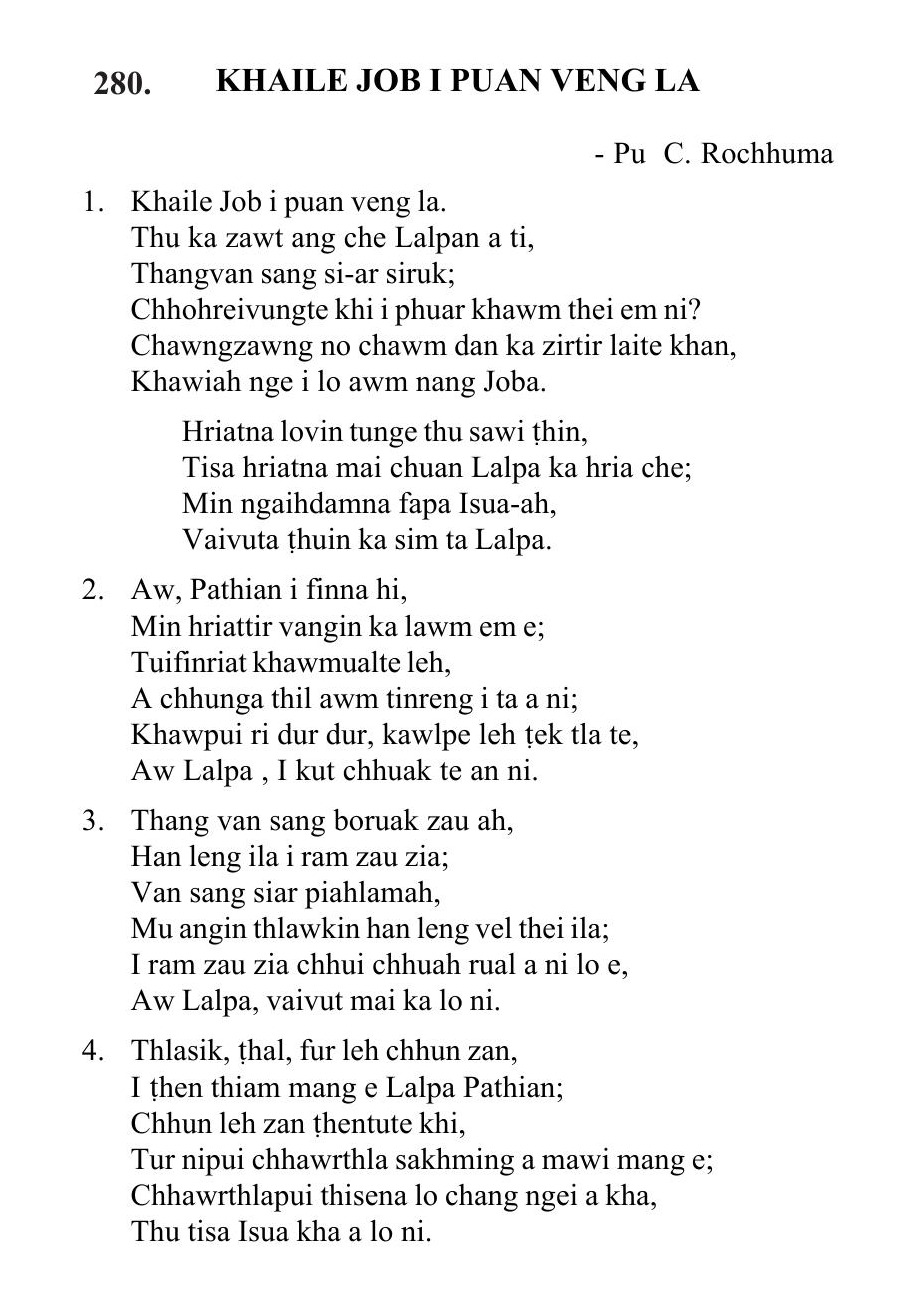 280. KHAILE JOB I PUAN VENG LA
- Pu C. Rochhuma
1. Khaile Job i puan veng la.
Thu ka zawt ang che Lalpan a ti,
Thangvan sang si-ar siruk;
Chhohreivungte khi i phuar khawm thei em ni?
Chawngzawng no chawm dan ka zirtir laite khan,
Khawiah nge i lo awm nang Joba.
Hriatna lovin tunge thu sawi ṭhin,
Tisa hriatna mai chuan Lalpa ka hria che;
Min ngaihdamna fapa Isua-ah,
Vaivuta ṭhuin ka sim ta Lalpa.
2. Aw, Pathian i finna hi,
Min hriattir vangin ka lawm em e;
Tuifinriat khawmualte leh,
A chhunga thil awm tinreng i ta a ni;
Khawpui ri dur dur, kawlpe leh ṭek tla te,
Aw Lalpa , I kut chhuak te an ni.
3. Thang van sang boruak zau ah,
Han leng ila i ram zau zia;
Van sang siar piahlamah,
Mu angin thlawkin han leng vel thei ila;
I ram zau zia chhui chhuah rual a ni lo e,
Aw Lalpa, vaivut mai ka lo ni.
4. Thlasik, ṭhal, fur leh chhun zan,
I ṭhen thiam mang e Lalpa Pathian;
Chhun leh zan ṭhentute khi,
Tur nipui chhawrthla sakhming a mawi mang e;
Chhawrthlapui thisena lo chang ngei a kha,
Thu tisa Isua kha a lo ni.